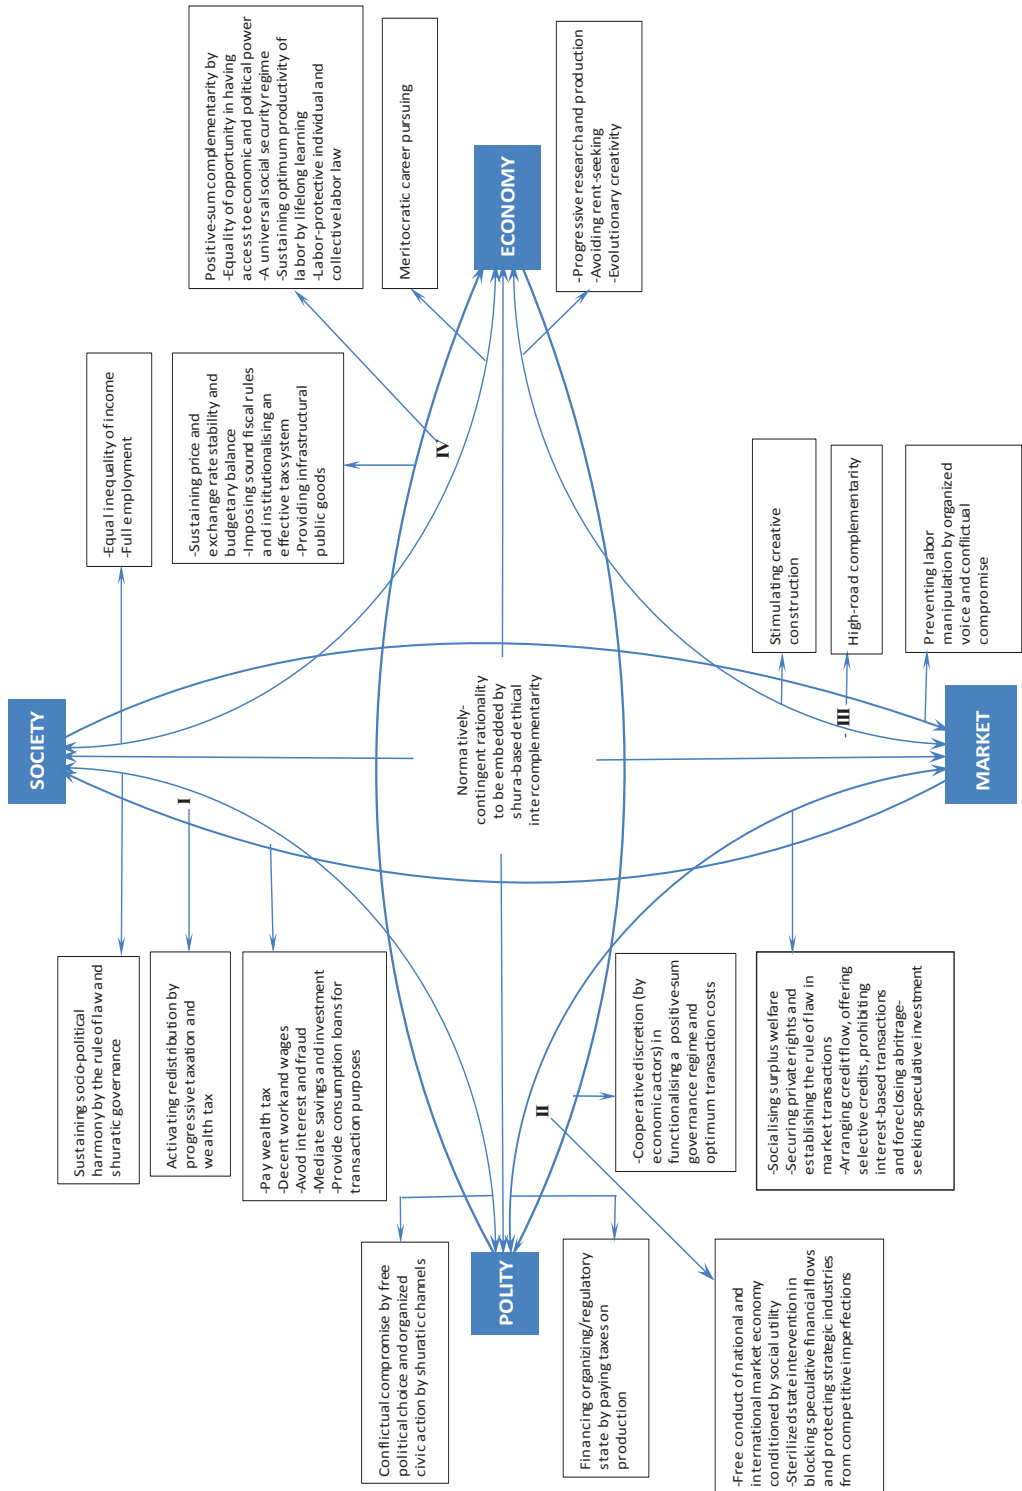 SOCIETY
Sustaining socio-political
harmony by the rule of law and
shuratic governance
-Equal inequality of income
-Full employment
Activating redistribution by
progressive taxation and
wealth tax
I
-Sustaining price and
exchange rate stability and
budgetary balance
-Imposing sound fiscal rules
and institutionalising an
effective tax system
-Providing infrastructural
public goods
Positive-sum complementarity by
-Equality of opportunity in having
access to economic and political power
-A universal social security regime
-Sustaining optimum productivity of
labor by lifelong learning
-Labor-protective individual and
collective labor law
-Pay wealth tax
-Decent work and wages
-Avod interest and fraud
-Mediate savings and investment
-Provide consumption loans for
transaction purposes
Conflictual compromise by free
political choice and organized
civic action by shuratic channels
Meritocratic career pursuing
IV
Normatively-
contingent rationality
to be embedded by
shura-based ethical
intercomplementarity
POLITY
ECONOMY
II
Financing organizing/regulatory
state by paying taxes on
production
-Cooperative discretion (by
economic actors) in
functionalising a positive-sum
governance regime and
optimum transaction costs
-Progressive research and production
-Avoiding rent-seeking
-Evolutionary creativity
-Free conduct of national and
international market economy
conditioned by social utility
-Sterilized state intervention in
blocking speculative financial flows
and protecting strategic industries
from competitive imperfections
-Socialising surplus welfare
-Securing private rights and
establishing the rule of law in
market transactions
-Arranging credit flow, offering
selective credits, prohibiting
interest-based transactions
and foreclosing abritrage-
seeking speculative investment
Stimulating creative
construction
- III
High-road complementarity
Preventing labor
manipulation by organized
voice and conflictual
compromise
MARKET